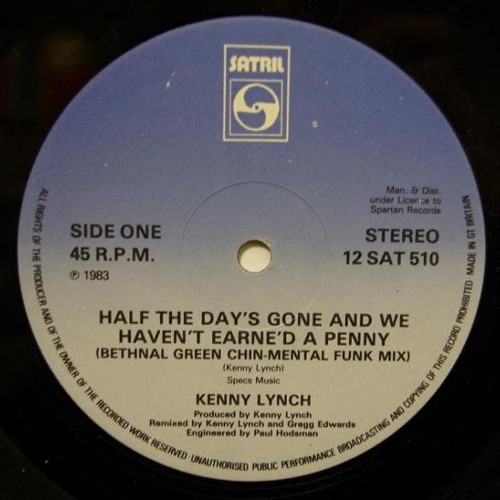 SATRIL
Man. & Dist.
under Licence to
Spartan Records
SIDE ONE
45 R.P.M.
℗ 1983
STEREO
12 SAT 510
HALF THE DAY'S GONE AND WE
HAVEN'T EARNE'D A PENNY
(BETHNAL GREEN CHIN-MENTAL FUNK MIX)
(Kenny Lynch)
Specs Music
KENNY LYNCH
Produced by Kenny Lynch
Remixed by Kenny Lynch and Gregg Edwards
Engineered by Paul Hodsman
ALL RIGHTS OF THE PRODUCER AND OF THE OWNER OF THE RECORDED WORK RESERVED · UNAUTHORISED PUBLIC PERFORMANCE BROADCASTING AND COPYING OF THIS RECORD PROHIBITED · MADE IN GT BRITAIN